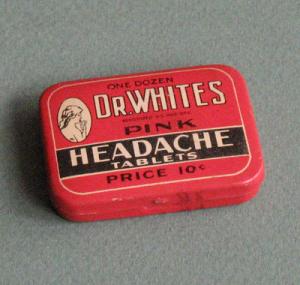 ONE DOZEN
DR. WHITES
PINK
HEADACHE
TABLETS
PRICE 10¢